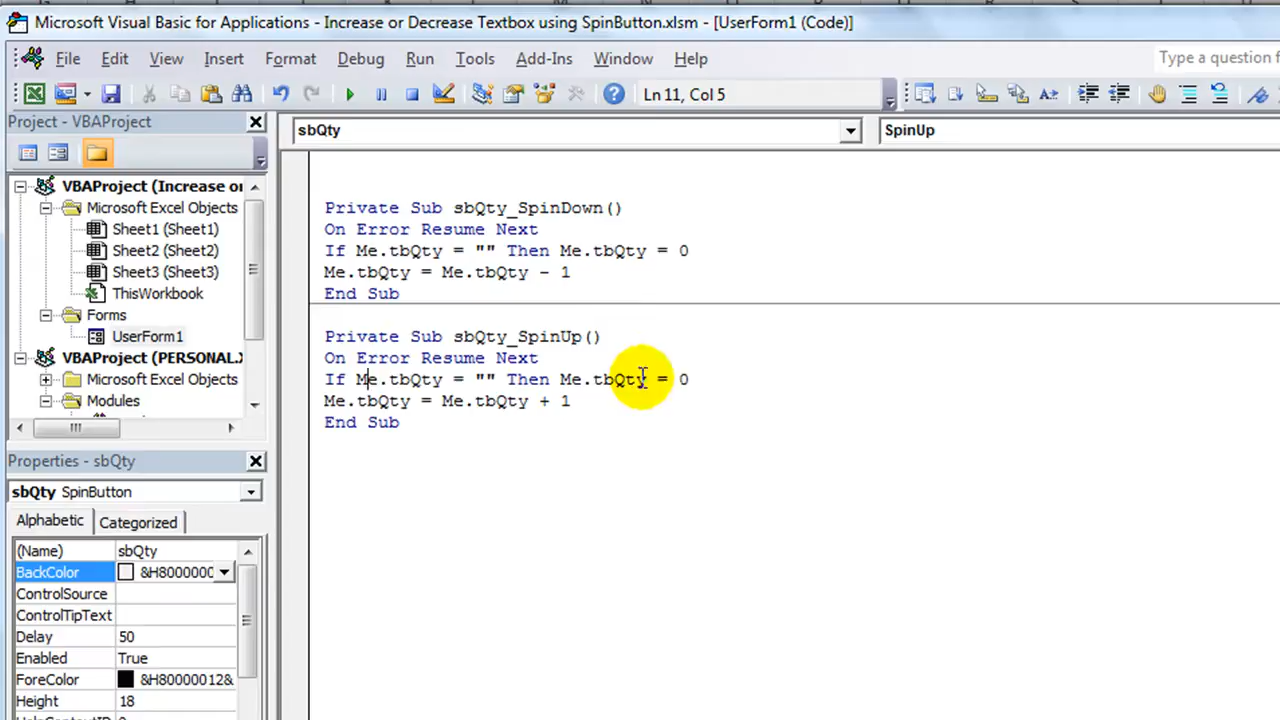 Microsoft Visual Basic for Applications - Increase or Decrease Textbox using SpinButton.xlsm - [UserForm1 (Code)]
File Edit View Insert Format Debug Run Tools Add-Ins Window Help Type a question f
Ln 11, Col 5
Project - VBAProject
sbQty SpinUp
VBAProject (Increase or
Microsoft Excel Objects
Sheet1 (Sheet1)
Sheet2 (Sheet2)
Sheet3 (Sheet3)
ThisWorkbook
Forms
UserForm1
VBAProject (PERSONAL.X
Microsoft Excel Objects
Modules
Private Sub sbQty_SpinDown()
On Error Resume Next
If Me.tbQty = "" Then Me.tbQty = 0
Me.tbQty = Me.tbQty - 1
End Sub
Private Sub sbQty_SpinUp()
On Error Resume Next
If Me.tbQty = "" Then Me.tbQty = 0
Me.tbQty = Me.tbQty + 1
End Sub
Properties - sbQty
sbQty SpinButton
Alphabetic Categorized
(Name) sbQty
BackColor &H8000000
ControlSource
ControlTipText
Delay 50
Enabled True
ForeColor &H80000012&
Height 18